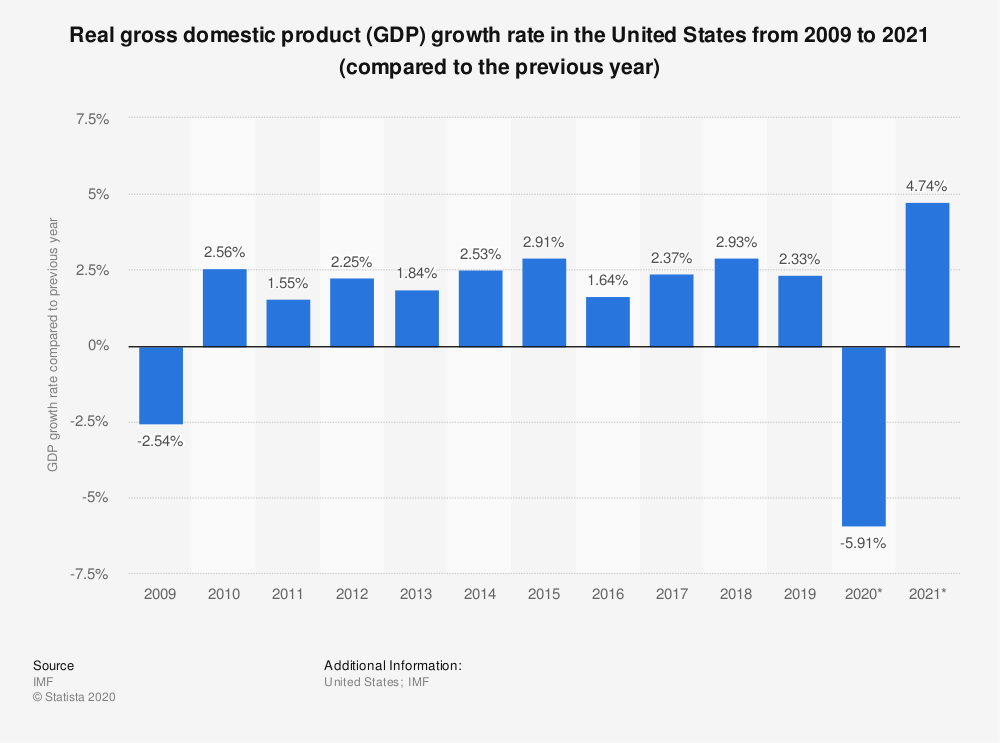 Real gross domestic product (GDP) growth rate in the United States from 2009 to 2021
(compared to the previous year)
GDP growth rate compared to previous year
7.5%
5%
2.5%
0%
-2.5%
-5%
-7.5%
-2.54%
2.56%
1.55%
2.25%
1.84%
2.53%
2.91%
1.64%
2.37%
2.93%
2.33%
-5.91%
4.74%
2009 2010 2011 2012 2013 2014 2015 2016 2017 2018 2019 2020* 2021*
Source
IMF
© Statista 2020
Additional Information:
United States; IMF